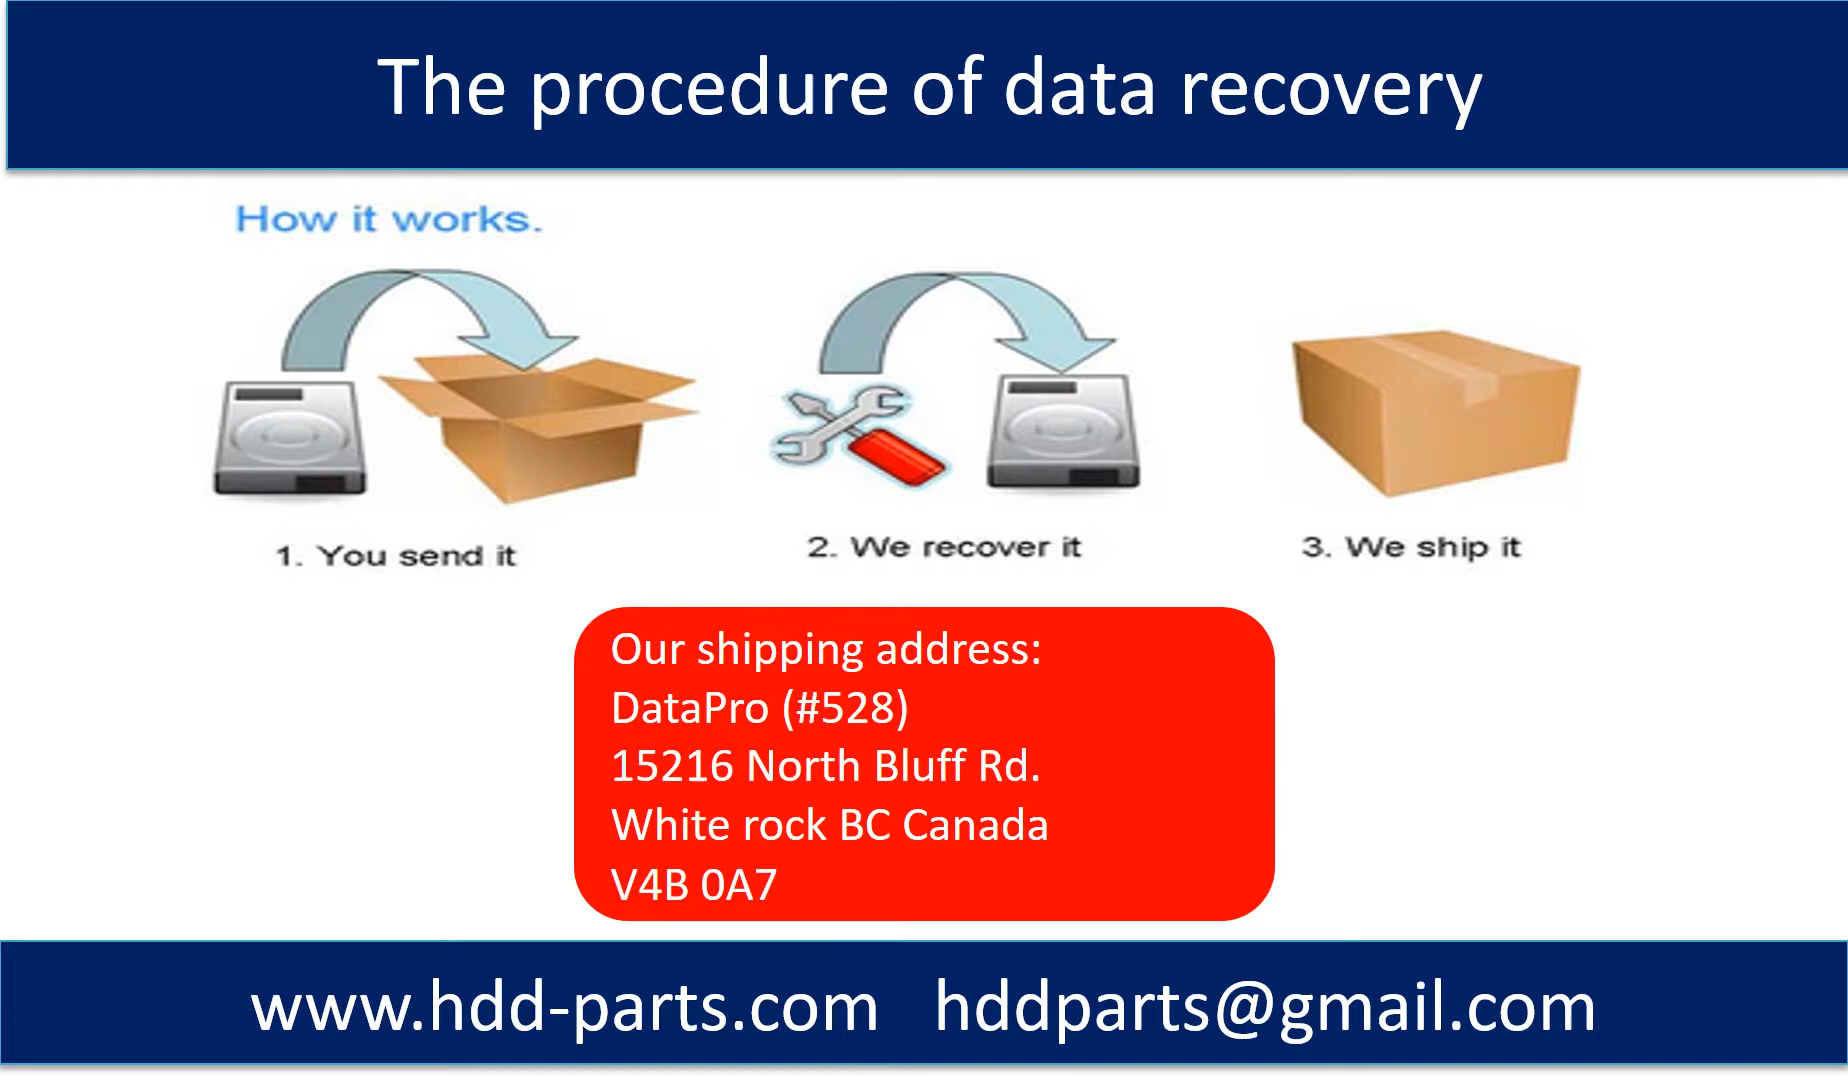 The procedure of data recovery
How it works.
1. You send it
2. We recover it
3. We ship it
Our shipping address:
DataPro (#528)
15216 North Bluff Rd.
White rock BC Canada
V4B 0A7
www.hdd-parts.com hddparts@gmail.com